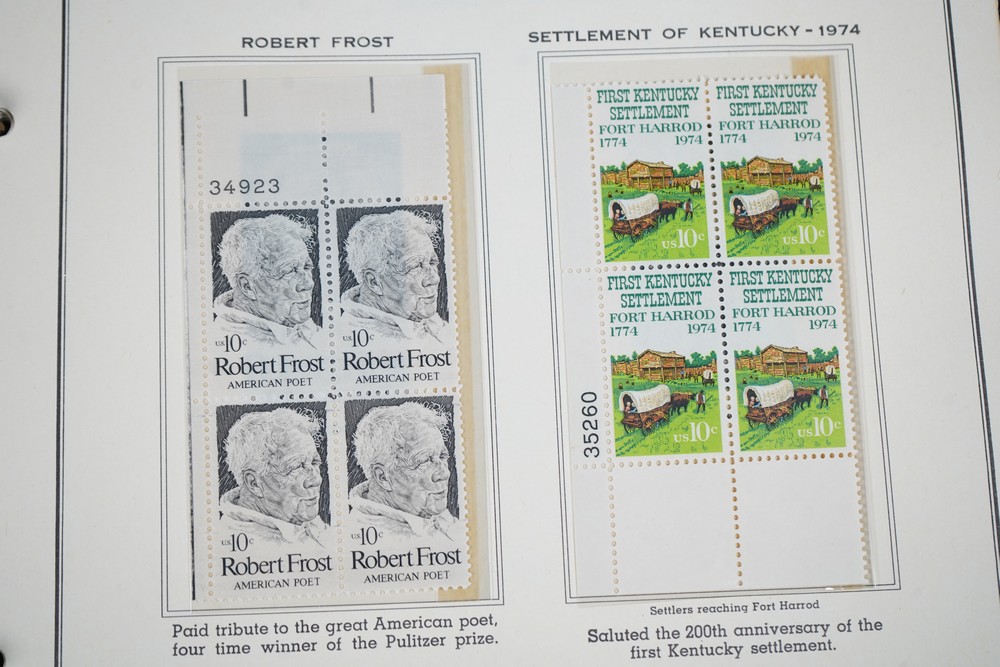 ROBERT FROST
34923
US 10c
Robert Frost
AMERICAN POET
US 10c
Robert Frost
AMERICAN POET
US 10c
Robert Frost
AMERICAN POET
US 10c
Robert Frost
AMERICAN POET
Paid tribute to the great American poet,
four time winner of the Pulitzer prize.
SETTLEMENT OF KENTUCKY - 1974
FIRST KENTUCKY
SETTLEMENT
FORT HARROD
1774 1974
US 10c
FIRST KENTUCKY
SETTLEMENT
FORT HARROD
1774 1974
US 10c
FIRST KENTUCKY
SETTLEMENT
FORT HARROD
1774 1974
US 10c
FIRST KENTUCKY
SETTLEMENT
FORT HARROD
1774 1974
US 10c
35260
Settlers reaching Fort Harrod
Saluted the 200th anniversary of the
first Kentucky settlement.